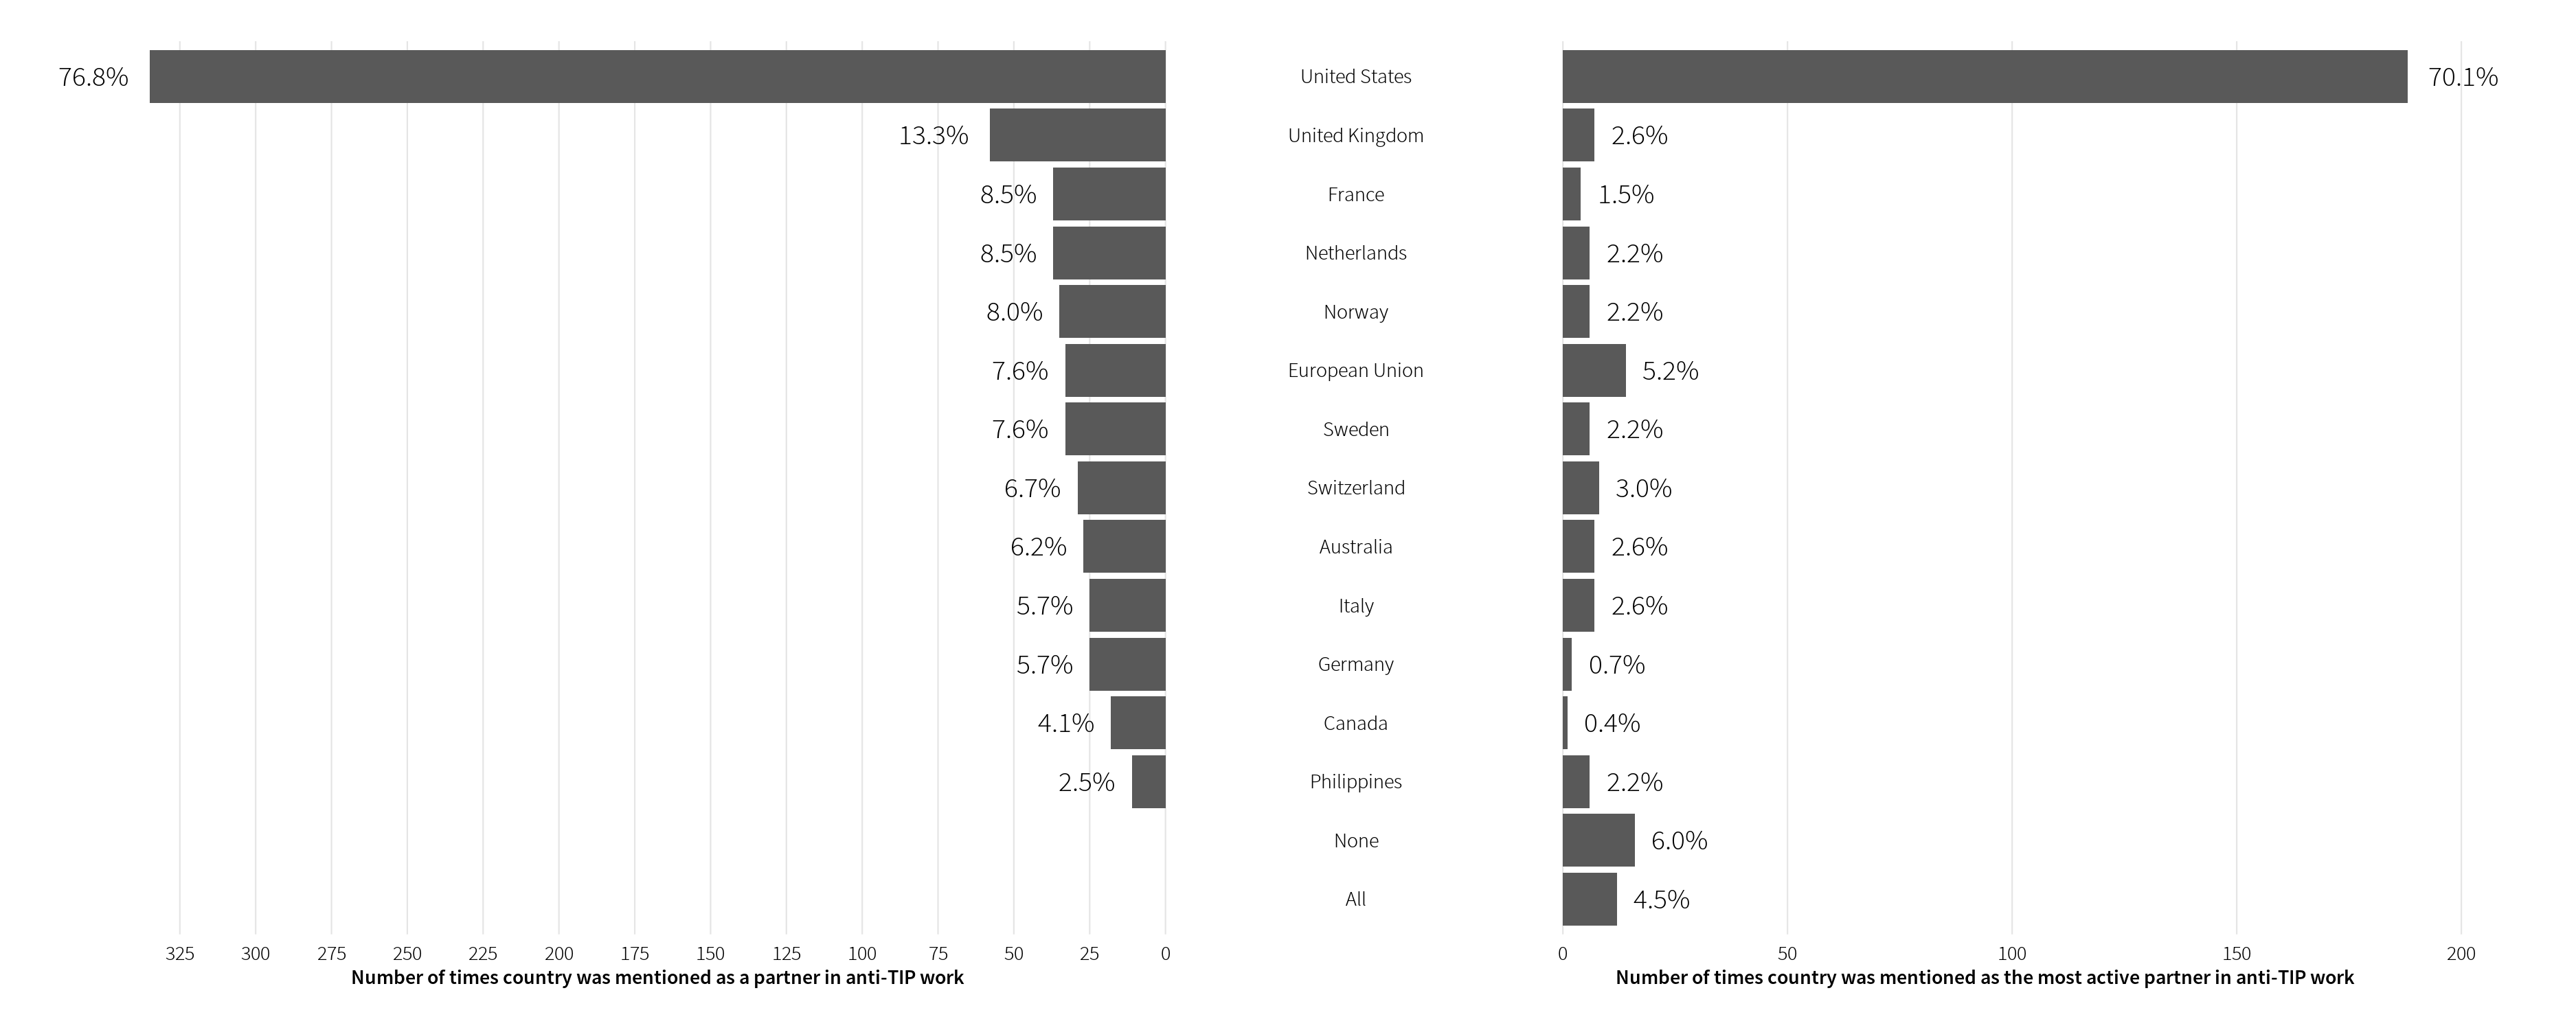 76.8% United States 70.1%
13.3% United Kingdom 2.6%
8.5% France 1.5%
8.5% Netherlands 2.2%
8.0% Norway 2.2%
7.6% European Union 5.2%
7.6% Sweden 2.2%
6.7% Switzerland 3.0%
6.2% Australia 2.6%
5.7% Italy 2.6%
5.7% Germany 0.7%
4.1% Canada 0.4%
2.5% Philippines 2.2%
None 6.0%
All 4.5%
325 300 275 250 225 200 175 150 125 100 75 50 25 0
Number of times country was mentioned as a partner in anti-TIP work
0 50 100 150 200
Number of times country was mentioned as the most active partner in anti-TIP work